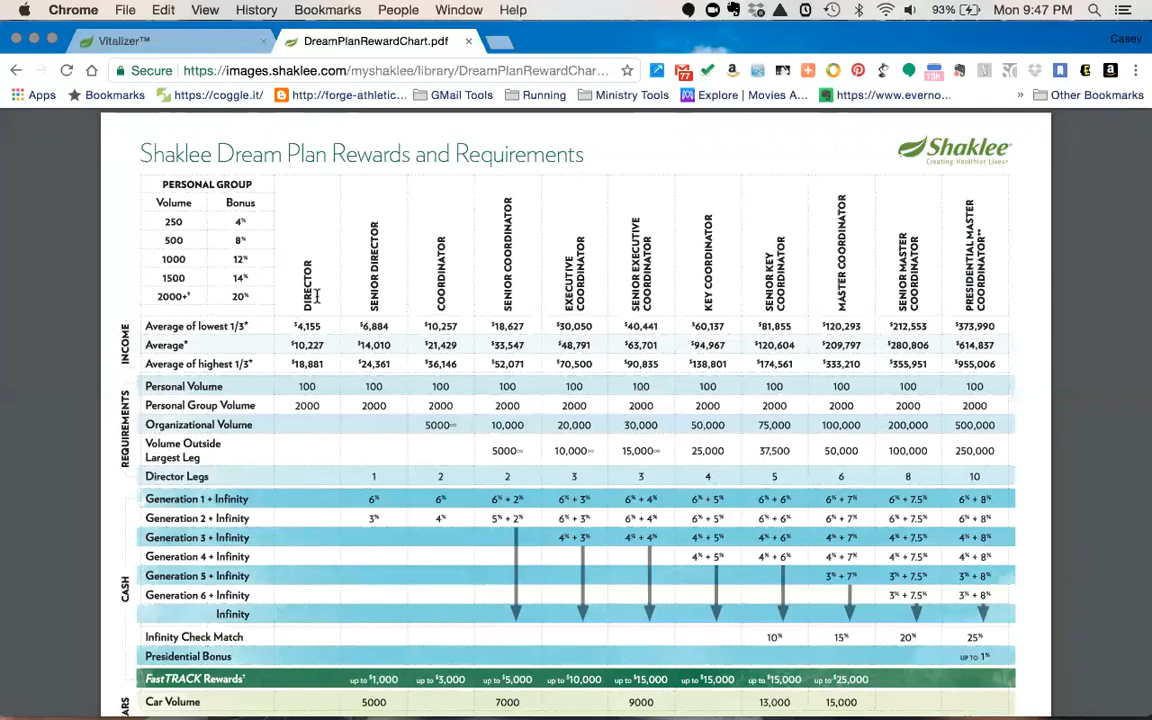 Chrome File Edit View History Bookmarks People Window Help 93% Mon 9:47 PM
Vitalizer™ × DreamPlanRewardChart.pdf × Casey
Secure https://images.shaklee.com/myshaklee/library/DreamPlanRewardChar...
Apps Bookmarks https://coggle.it/ http://forge-athletic... GMail Tools Running Ministry Tools Explore | Movies A... https://www.everno... » Other Bookmarks
Shaklee Dream Plan Rewards and Requirements
Shaklee®
Creating Healthier Lives®
PERSONAL GROUP
Volume Bonus
250 4%
500 8%
1000 12%
1500 14%
2000+† 20%
DIRECTOR
SENIOR DIRECTOR
COORDINATOR
SENIOR COORDINATOR
EXECUTIVE COORDINATOR
SENIOR EXECUTIVE COORDINATOR
KEY COORDINATOR
SENIOR KEY COORDINATOR
MASTER COORDINATOR
SENIOR MASTER COORDINATOR
PRESIDENTIAL MASTER COORDINATOR**
INCOME
Average of lowest 1/3* $4,155 $6,884 $10,257 $18,627 $30,050 $40,441 $60,137 $81,855 $120,293 $212,553 $373,990
Average* $10,227 $14,010 $21,429 $33,547 $48,791 $63,701 $94,967 $120,604 $209,797 $280,806 $614,837
Average of highest 1/3* $18,881 $24,361 $36,146 $52,071 $70,500 $90,835 $138,801 $174,561 $333,210 $355,951 $955,006
REQUIREMENTS
Personal Volume 100 100 100 100 100 100 100 100 100 100 100
Personal Group Volume 2000 2000 2000 2000 2000 2000 2000 2000 2000 2000 2000
Organizational Volume 5000∞ 10,000 20,000 30,000 50,000 75,000 100,000 200,000 500,000
Volume Outside Largest Leg 5000∞ 10,000∞ 15,000∞ 25,000 37,500 50,000 100,000 250,000
Director Legs 1 2 2 3 3 4 5 6 8 10
CASH
Generation 1 + Infinity 6% 6% 6% + 2% 6% + 3% 6% + 4% 6% + 5% 6% + 6% 6% + 7% 6% + 7.5% 6% + 8%
Generation 2 + Infinity 3% 4% 5% + 2% 6% + 3% 6% + 4% 6% + 5% 6% + 6% 6% + 7% 6% + 7.5% 6% + 8%
Generation 3 + Infinity 4% + 3% 4% + 4% 4% + 5% 4% + 6% 4% + 7% 4% + 7.5% 4% + 8%
Generation 4 + Infinity 4% + 5% 4% + 6% 4% + 7% 4% + 7.5% 4% + 8%
Generation 5 + Infinity 3% + 7% 3% + 7.5% 3% + 8%
Generation 6 + Infinity 3% + 7.5% 3% + 8%
Infinity
Infinity Check Match 10% 15% 20% 25%
Presidential Bonus UP TO 1%
FastTRACK Rewards† up to $1,000 up to $3,000 up to $5,000 up to $10,000 up to $15,000 up to $15,000 up to $15,000 up to $25,000
Car Volume 5000 7000 9000 13,000 15,000